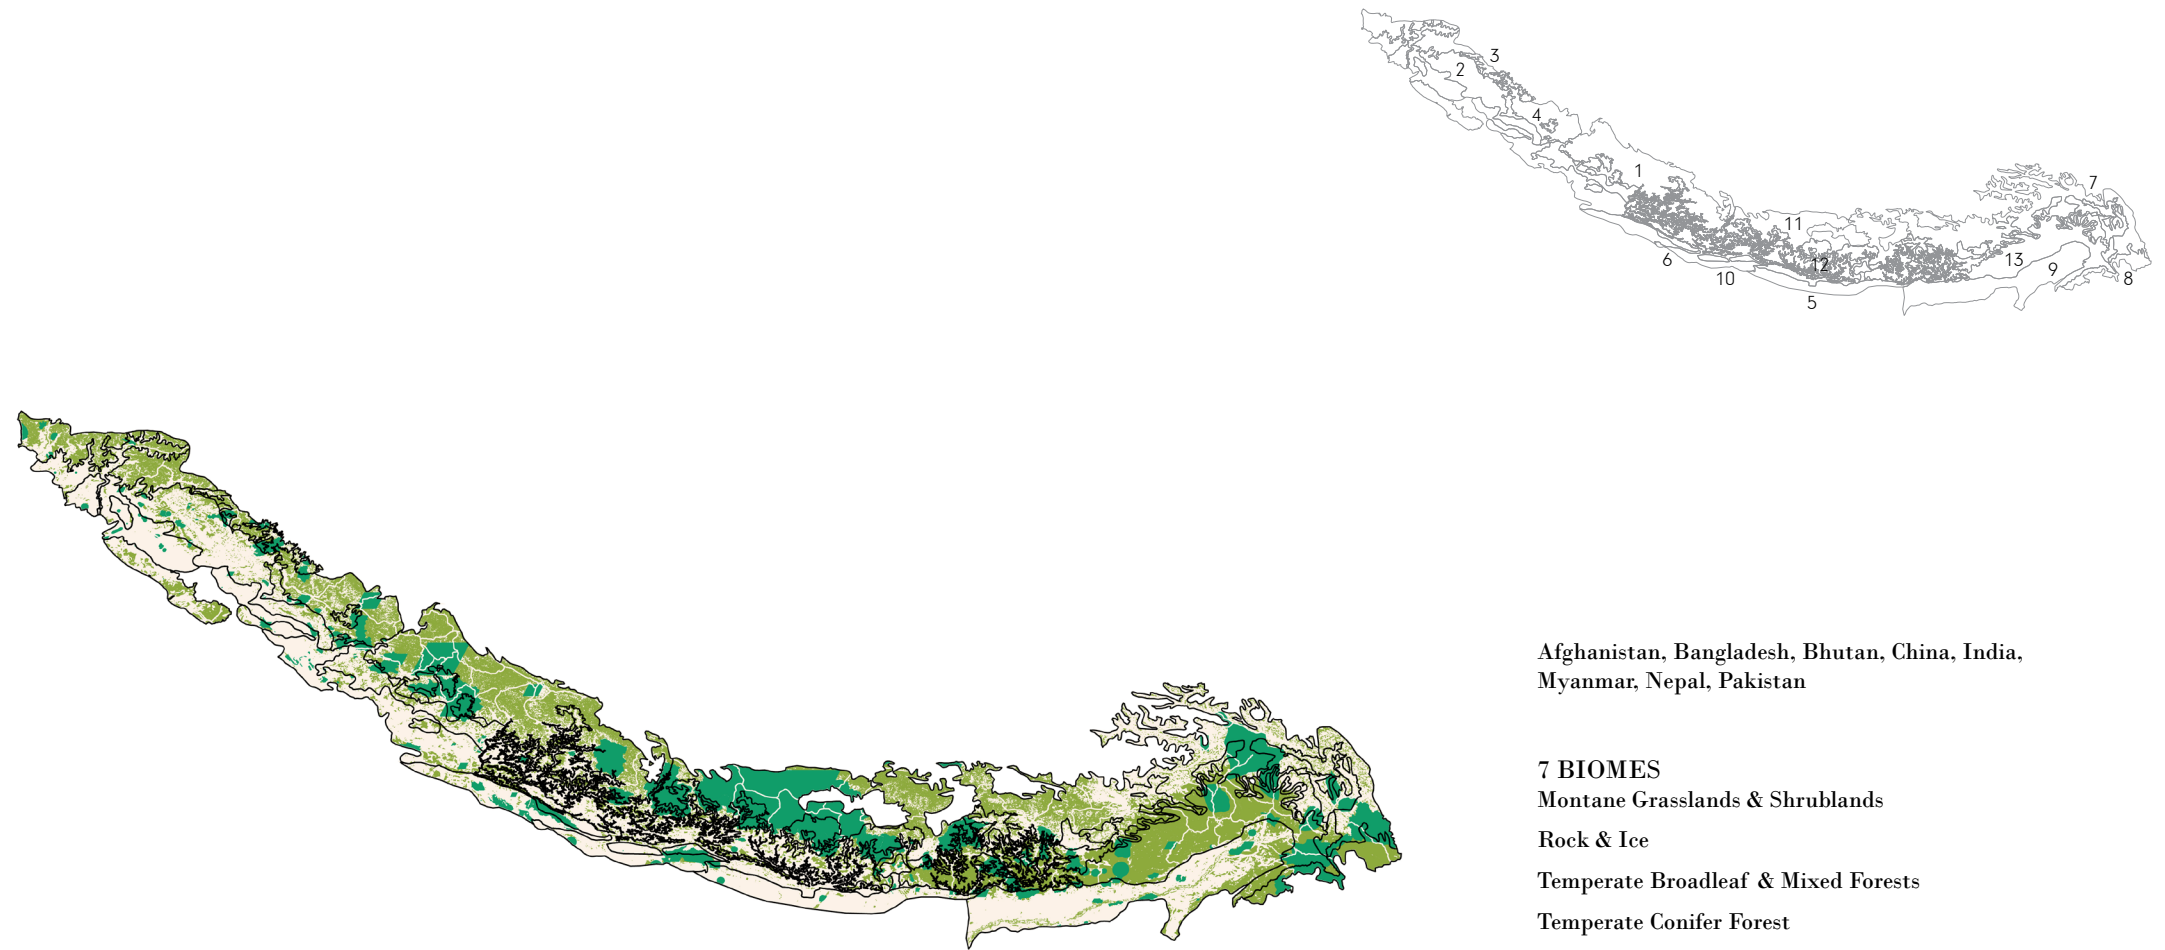 3
2
4
1
7
11
6
12
13
9
10
8
5
Afghanistan, Bangladesh, Bhutan, China, India,
Myanmar, Nepal, Pakistan
7 BIOMES
Montane Grasslands & Shrublands
Rock & Ice
Temperate Broadleaf & Mixed Forests
Temperate Conifer Forest